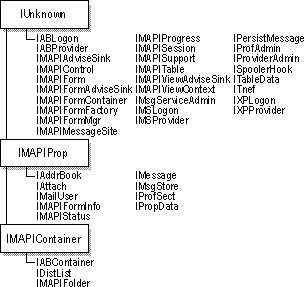 IUnknown
IABLogon IMAPIProgress IPersistMessage
IABProvider IMAPISession IProfAdmin
IMAPIAdviseSink IMAPISupport IProviderAdmin
IMAPIControl IMAPITable ISpoolerHook
IMAPIForm IMAPIViewAdviseSink ITableData
IMAPIFormAdviseSink IMAPIViewContext ITnef
IMAPIFormContainer IMsgServiceAdmin IXPLogon
IMAPIFormFactory IMSLogon IXPProvider
IMAPIFormMgr IMSProvider
IMAPIMessageSite
IMAPIProp
IAddrBook IMessage
IAttach IMsgStore
IMailUser IProfSect
IMAPIFormInfo IPropData
IMAPIStatus
IMAPIContainer
IABContainer
IDistList
IMAPIFolder